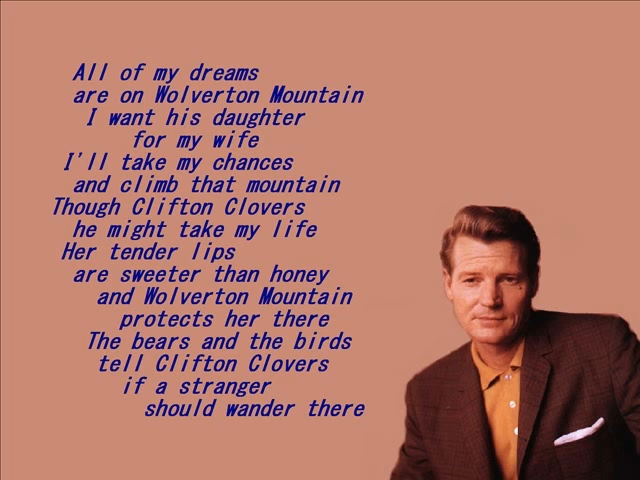 All of my dreams
are on Wolverton Mountain
I want his daughter
for my wife
I'll take my chances
and climb that mountain
Though Clifton Clovers
he might take my life
Her tender lips
are sweeter than honey
and Wolverton Mountain
protects her there
The bears and the birds
tell Clifton Clovers
if a stranger
should wander there